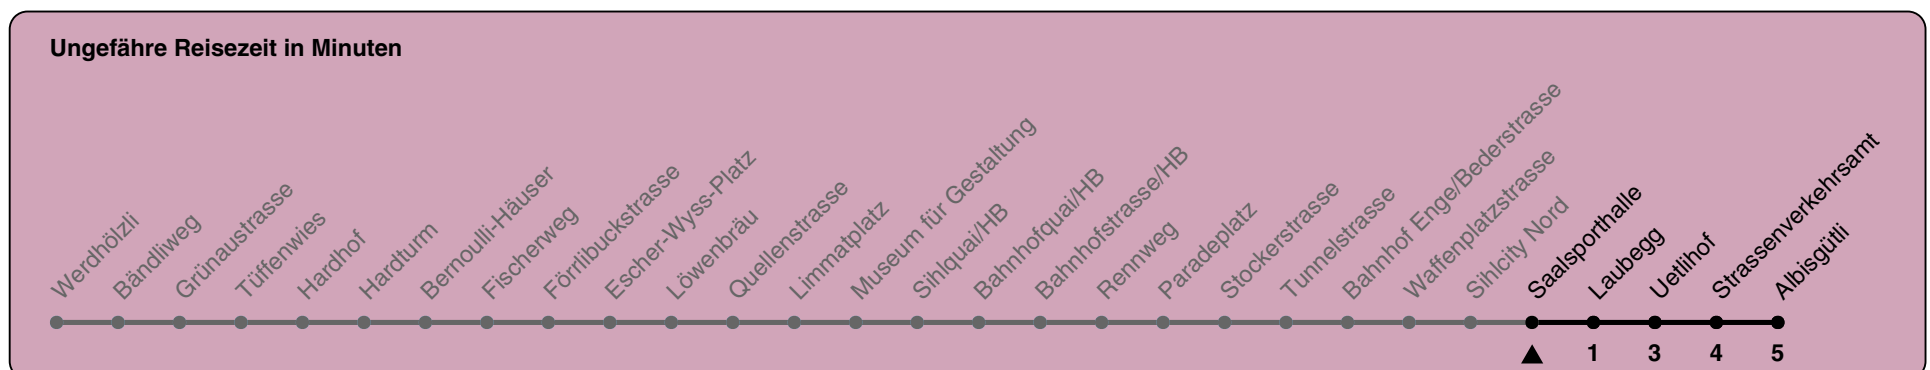 Ungefähre Reisezeit in Minuten
Werdhölzli
Bändliweg
Grünaustrasse
Tüffenwies
Hardhof
Hardturm
Bernoulli-Häuser
Fischerweg
Förrlibuckstrasse
Escher-Wyss-Platz
Löwenbräu
Quellenstrasse
Limmatplatz
Museum für Gestaltung
Sihlquai/HB
Bahnhofquai/HB
Bahnhofstrasse/HB
Rennweg
Paradeplatz
Stockerstrasse
Tunnelstrasse
Bahnhof Enge/Bederstrasse
Waffenplatzstrasse
Sihlcity Nord
Saalsporthalle
Laubegg
Uetlihof
Strassenverkehrsamt
Albisgütli
1 3 4 5